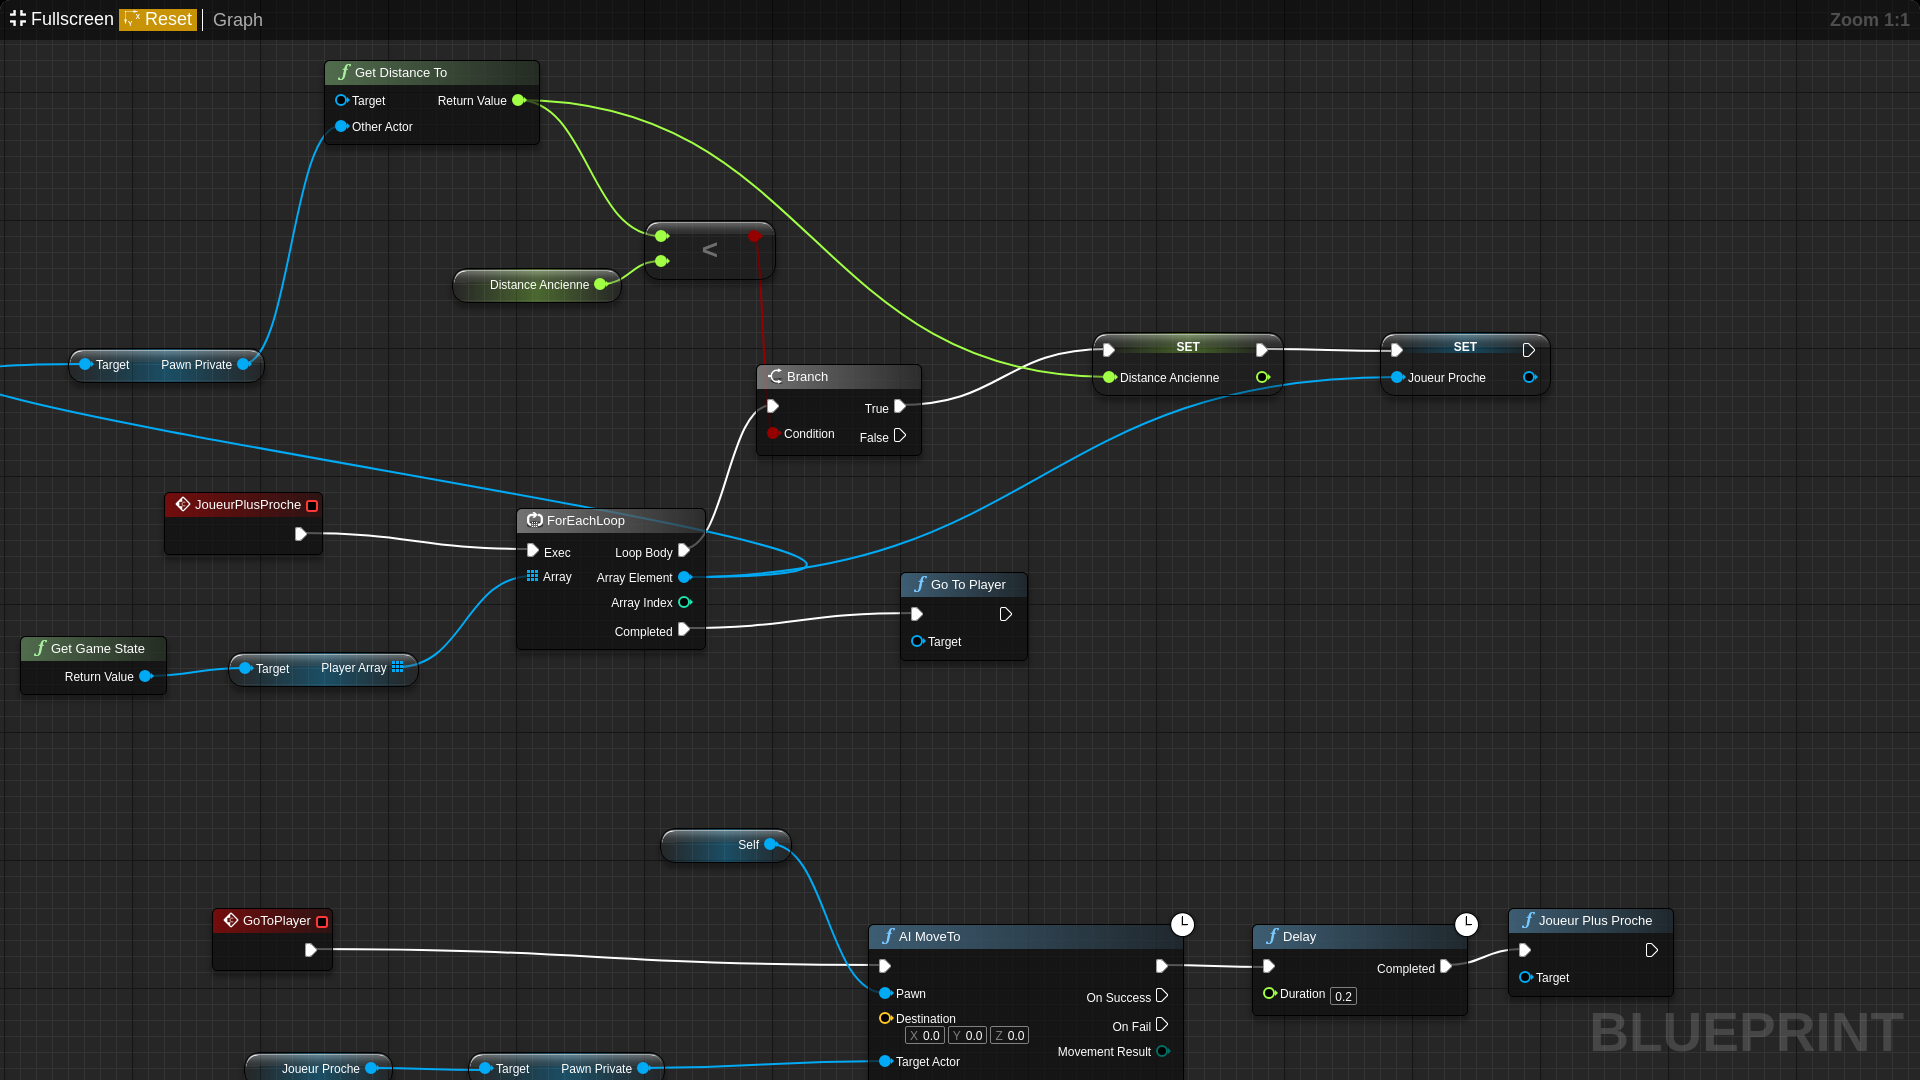 Fullscreen Reset Graph Zoom 1:1
Get Distance To
Target Return Value
Other Actor
<
Distance Ancienne
Target Pawn Private
SET
Distance Ancienne
SET
Joueur Proche
Branch
True
Condition
False
JoueurPlusProche
ForEachLoop
Exec Loop Body
Array Array Element
Array Index
Completed
Go To Player
Target
Get Game State
Return Value
Target Player Array
Self
GoToPlayer
AI MoveTo
Pawn
On Success
Destination
X 0.0 Y 0.0 Z 0.0
On Fail
Movement Result
Target Actor
Delay
Completed
Duration 0.2
Joueur Plus Proche
Target
Joueur Proche
Target Pawn Private
BLUEPRINT